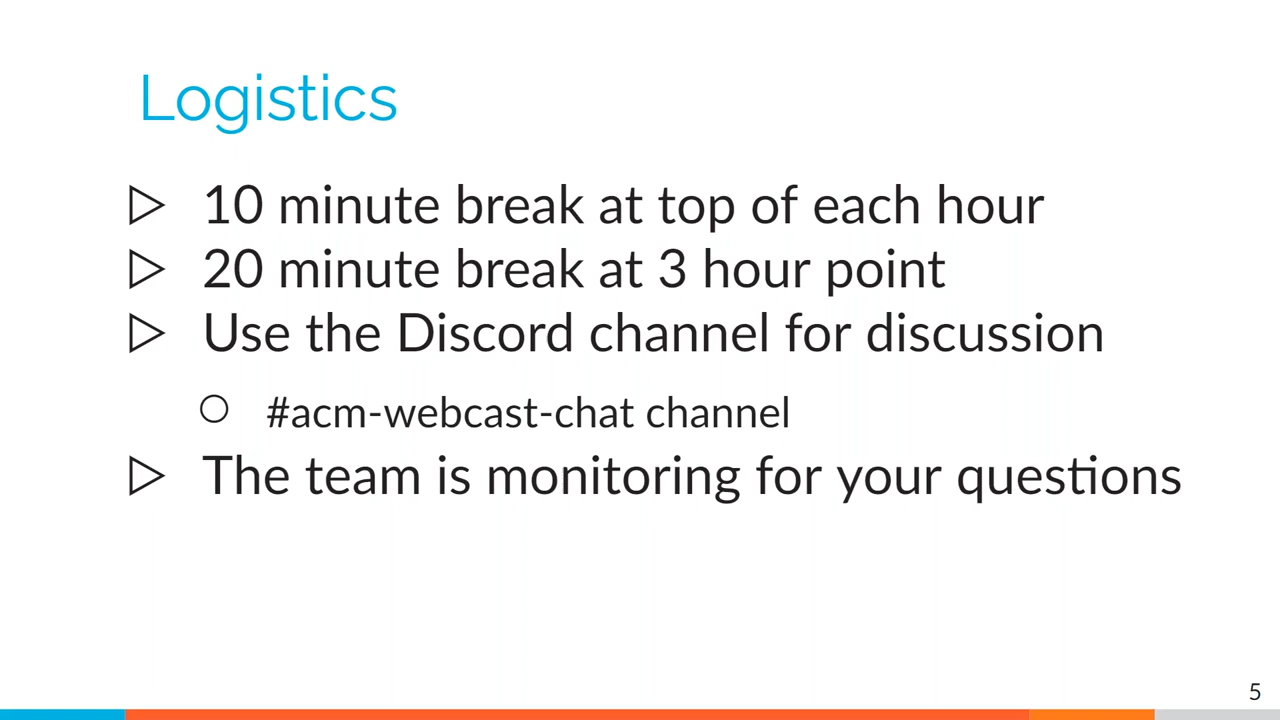 Logistics
10 minute break at top of each hour
20 minute break at 3 hour point
Use the Discord channel for discussion
#acm-webcast-chat channel
The team is monitoring for your questions
5